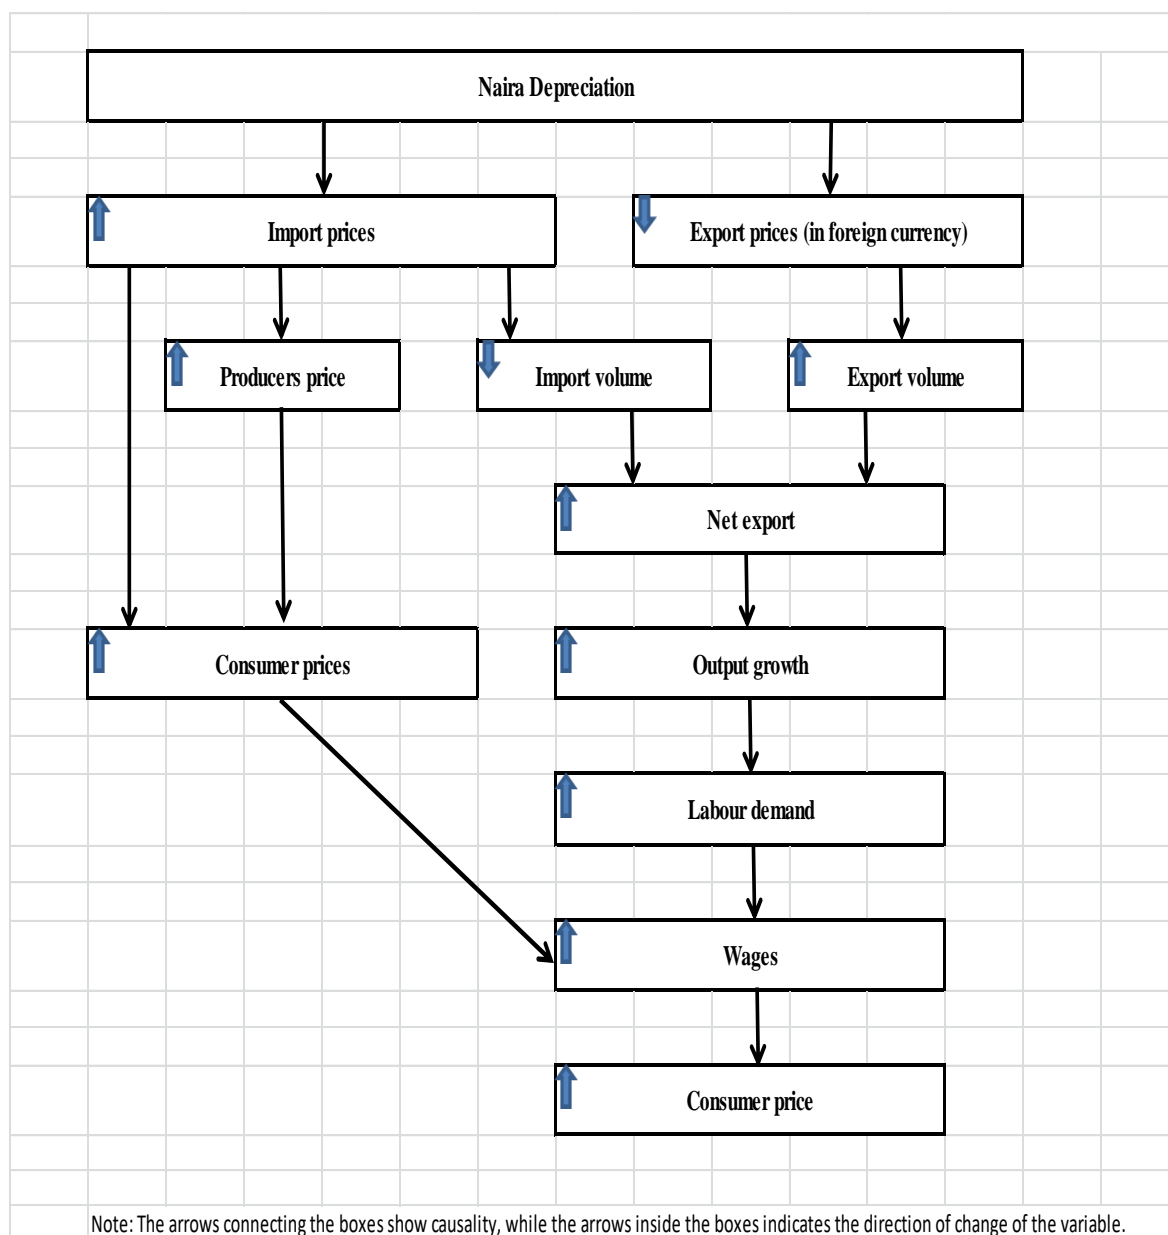 Naira Depreciation
Import prices
Export prices (in foreign currency)
Producers price
Import volume
Export volume
Net export
Consumer prices
Output growth
Labour demand
Wages
Consumer price
Note: The arrows connecting the boxes show causality, while the arrows inside the boxes indicates the direction of change of the variable.